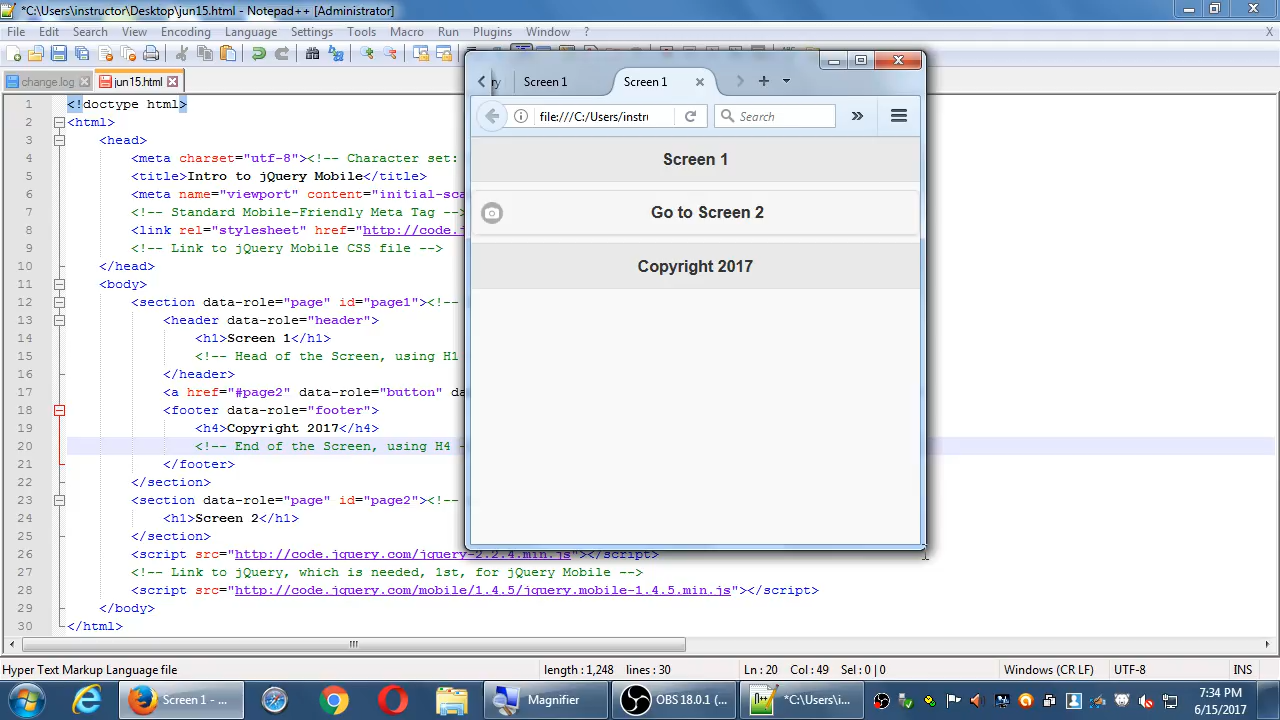 *C:\Users\instructor\Desktop\jun15.html - Notepad++ [Administrator]
File Edit Search View Encoding Language Settings Tools Macro Run Plugins Window ? X
change.log jun15.html
1 <!doctype html>
2 <html>
3 <head>
4 <meta charset="utf-8"><!-- Character set:
5 <title>Intro to jQuery Mobile</title>
6 <meta name="viewport" content="initial-sca
7 <!-- Standard Mobile-Friendly Meta Tag --
8 <link rel="stylesheet" href="http://code.j
9 <!-- Link to jQuery Mobile CSS file -->
10 </head>
11 <body>
12 <section data-role="page" id="page1"><!--
13 <header data-role="header">
14 <h1>Screen 1</h1>
15 <!-- Head of the Screen, using H1
16 </header>
17 <a href="#page2" data-role="button" da
18 <footer data-role="footer">
19 <h4>Copyright 2017</h4>
20 <!-- End of the Screen, using H4 -
21 </footer>
22 </section>
23 <section data-role="page" id="page2"><!--
24 <h1>Screen 2</h1>
25 </section>
26 <script src="http://code.jquery.com/jquery-2.2.4.min.js"></script>
27 <!-- Link to jQuery, which is needed, 1st, for jQuery Mobile -->
28 <script src="http://code.jquery.com/mobile/1.4.5/jquery.mobile-1.4.5.min.js"></script>
29 </body>
30 </html>
ry Screen 1 Screen 1
file:///C:/Users/instr Search
Screen 1
Go to Screen 2
Copyright 2017
Hyper Text Markup Language file length : 1,248 lines : 30 Ln : 20 Col : 49 Sel : 0 | 0 Windows (CR LF) UTF-8 INS
Screen 1 - ... Magnifier OBS 18.0.1 (... *C:\Users\i... 7:34 PM
6/15/2017